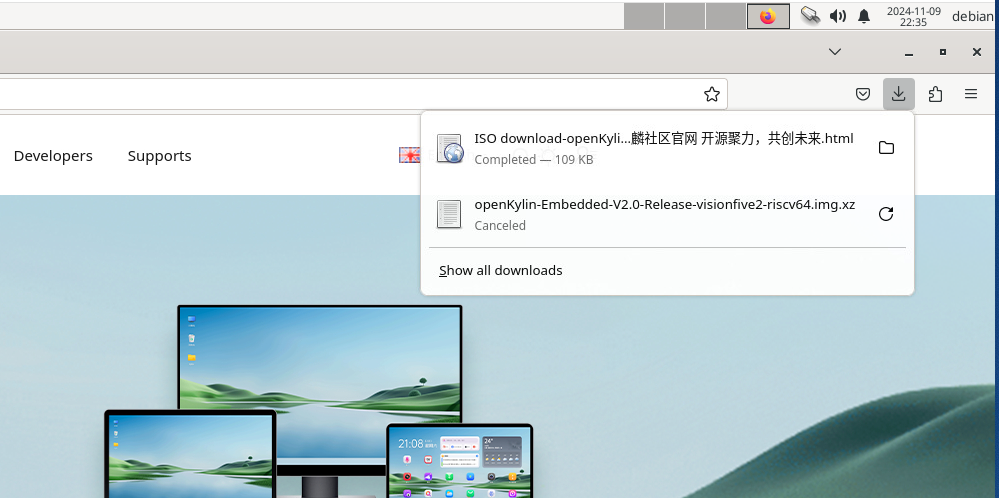 2024-11-09
22:35
debian
Developers
Supports
ISO download-openKyli...麟社区官网 开源聚力，共创未来.html
Completed — 109 KB
openKylin-Embedded-V2.0-Release-visionfive2-riscv64.img.xz
Canceled
Show all downloads
21:08
24°